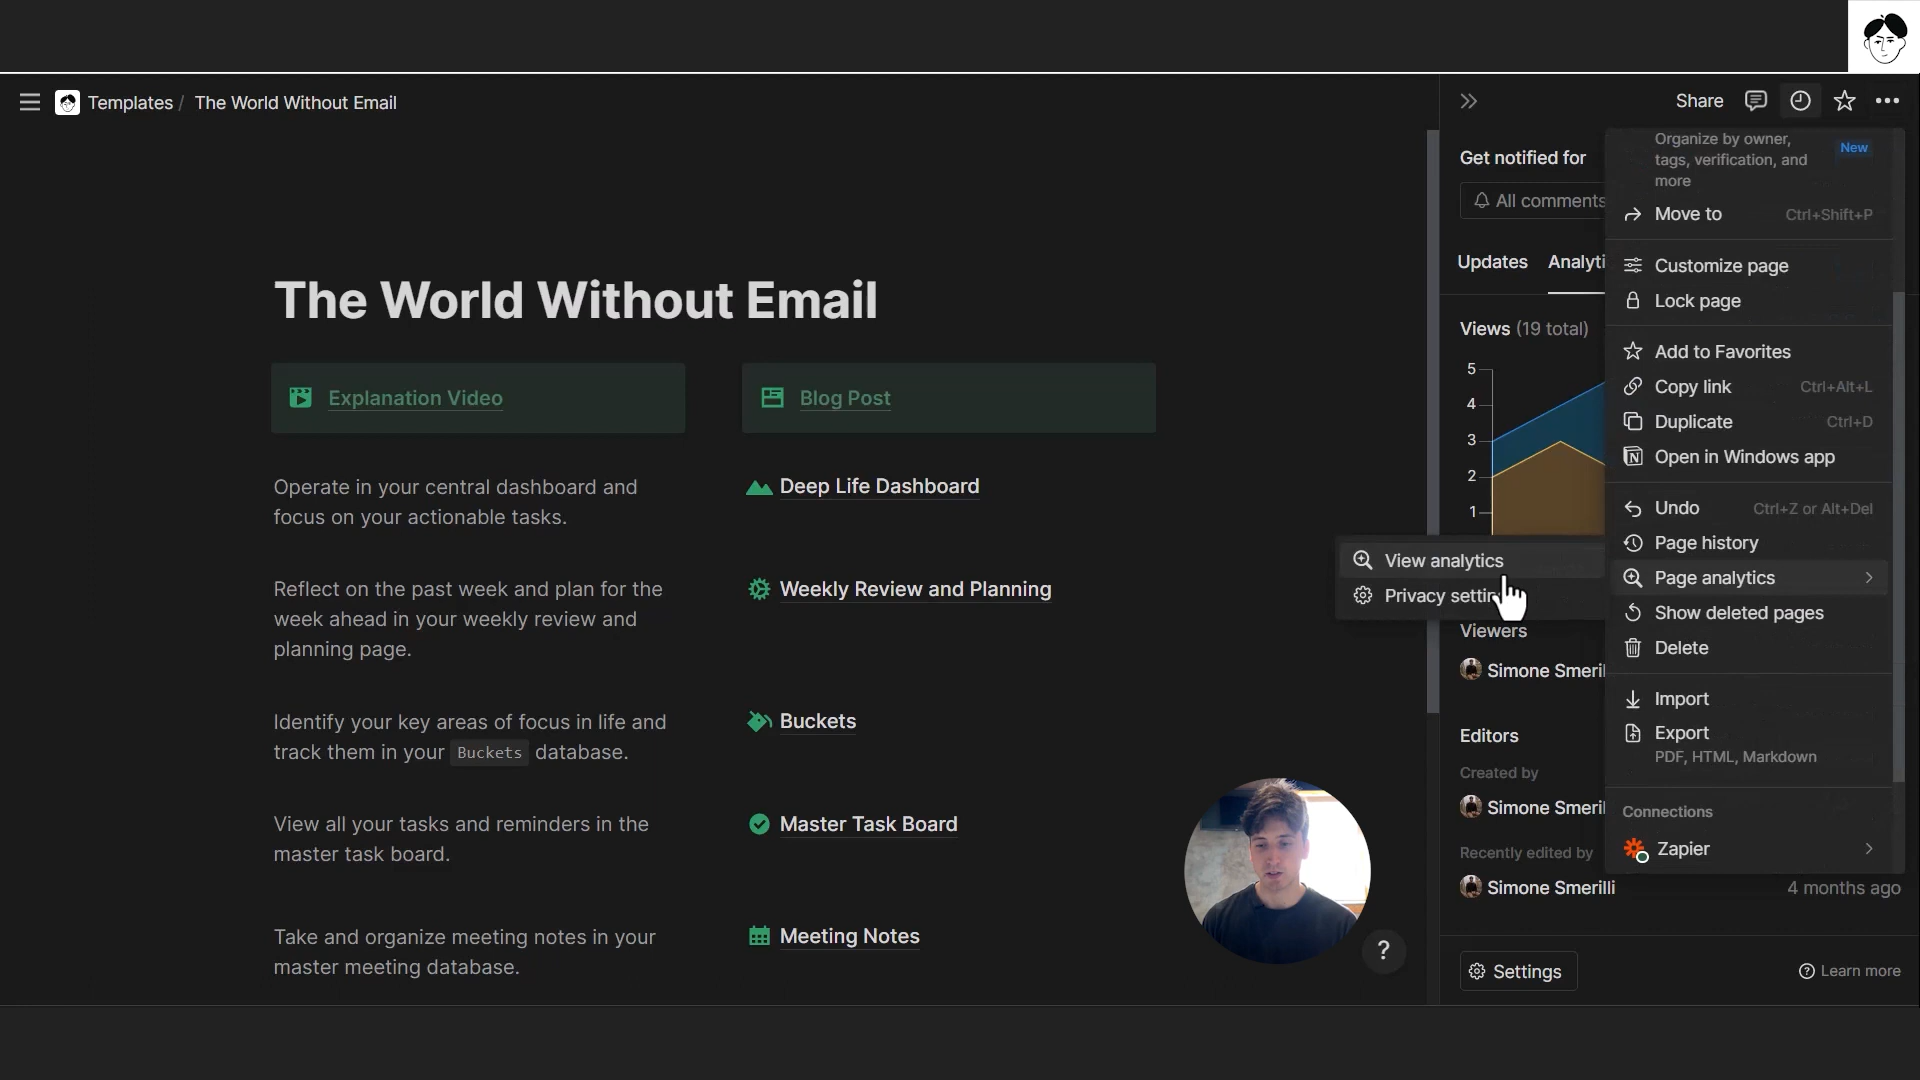 Templates / The World Without Email
Share
The World Without Email
Explanation Video
Blog Post
Operate in your central dashboard and
focus on your actionable tasks.
Deep Life Dashboard
Reflect on the past week and plan for the
week ahead in your weekly review and
planning page.
Weekly Review and Planning
Identify your key areas of focus in life and
track them in your Buckets database.
Buckets
View all your tasks and reminders in the
master task board.
Master Task Board
Take and organize meeting notes in your
master meeting database.
Meeting Notes
?
Get notified for
All comments
Updates
Views (19 total)
5
4
3
2
1
View analytics
Privacy
Viewers
Simone
Editors
Created by
Simone
Recently edited by
Simone Smerilli
4 months ago
Settings
Learn more
Organize by owner,
tags, verification, and
more
New
Move to Ctrl+Shift+P
Customize page
Lock page
Add to Favorites
Copy link Ctrl+Alt+L
Duplicate Ctrl+D
Open in Windows app
Undo Ctrl+Z or Alt+Del
Page history
Page analytics
Show deleted pages
Delete
Import
Export
PDF, HTML, Markdown
Connections
Zapier